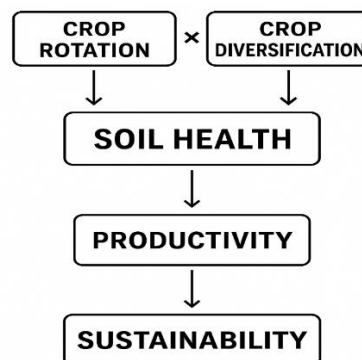 CROP
ROTATION
×
CROP
DIVERSIFICATION
SOIL HEALTH
PRODUCTIVITY
SUSTAINABILITY